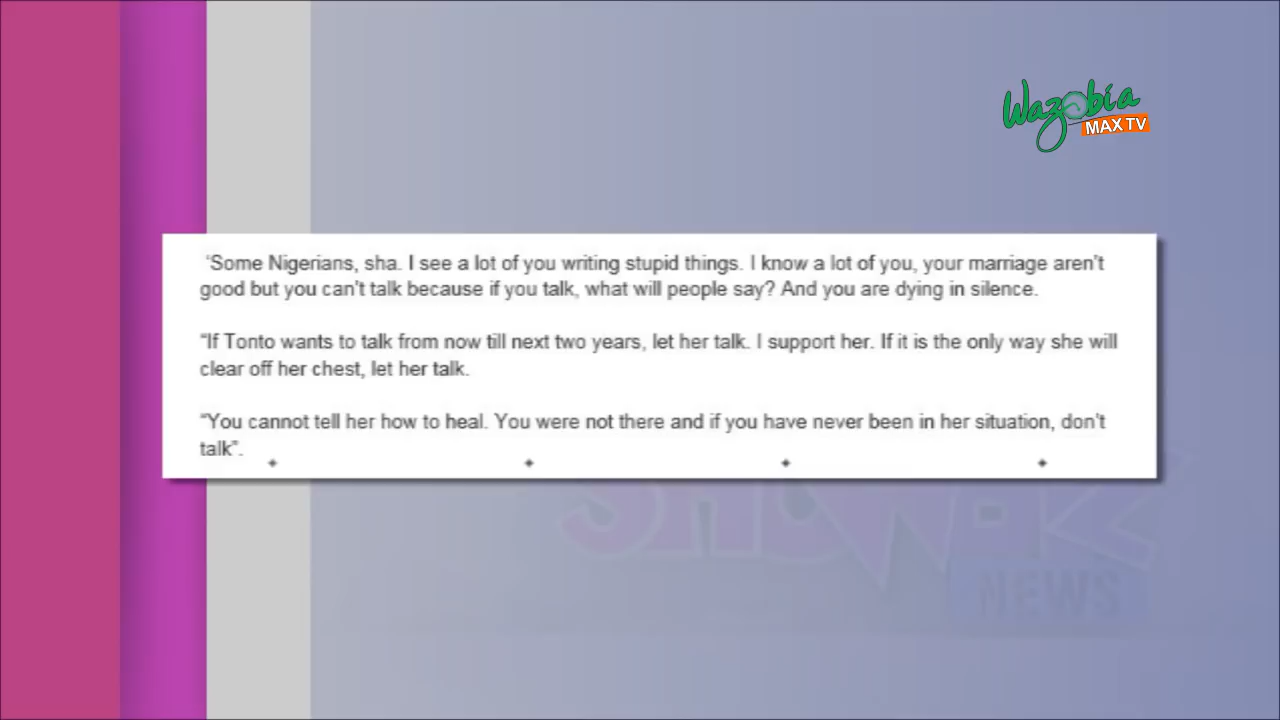 Wazobia
MAX TV
‘Some Nigerians, sha. I see a lot of you writing stupid things. I know a lot of you, your marriage aren't
good but you can't talk because if you talk, what will people say? And you are dying in silence.
“If Tonto wants to talk from now till next two years, let her talk. I support her. If it is the only way she will
clear off her chest, let her talk.
“You cannot tell her how to heal. You were not there and if you have never been in her situation, don't
talk”.
NEWS